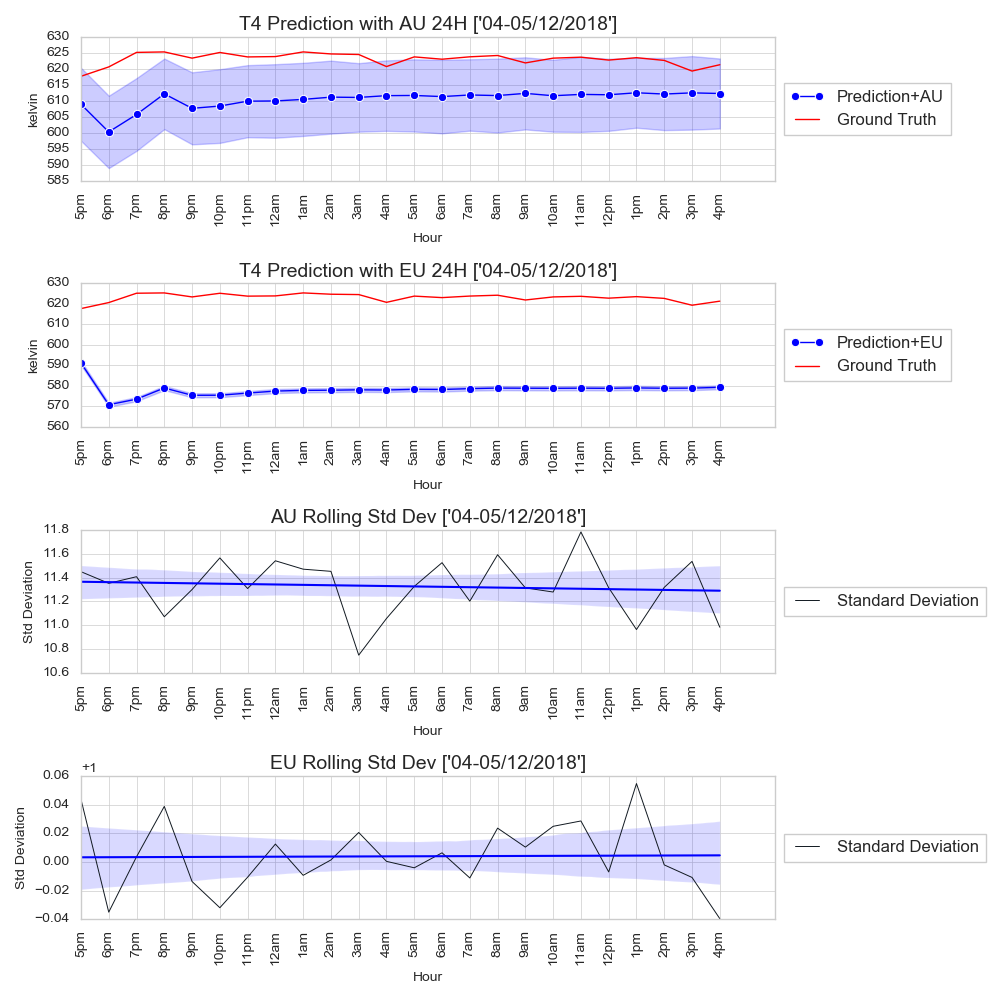 T4 Prediction with AU 24H ['04-05/12/2018']
630
625
620
615
610
605
600
595
590
585
kelvin
5pm 6pm 7pm 8pm 9pm 10pm 11pm 12am 1am 2am 3am 4am 5am 6am 7am 8am 9am 10am 11am 12pm 1pm 2pm 3pm 4pm
Hour
Prediction+AU
Ground Truth
T4 Prediction with EU 24H ['04-05/12/2018']
630
620
610
600
590
580
570
560
kelvin
5pm 6pm 7pm 8pm 9pm 10pm 11pm 12am 1am 2am 3am 4am 5am 6am 7am 8am 9am 10am 11am 12pm 1pm 2pm 3pm 4pm
Hour
Prediction+EU
Ground Truth
AU Rolling Std Dev ['04-05/12/2018']
11.8
11.6
11.4
11.2
11.0
10.8
10.6
Std Deviation
5pm 6pm 7pm 8pm 9pm 10pm 11pm 12am 1am 2am 3am 4am 5am 6am 7am 8am 9am 10am 11am 12pm 1pm 2pm 3pm 4pm
Hour
Standard Deviation
EU Rolling Std Dev ['04-05/12/2018']
+1
0.06
0.04
0.02
0.00
−0.02
−0.04
Std Deviation
5pm 6pm 7pm 8pm 9pm 10pm 11pm 12am 1am 2am 3am 4am 5am 6am 7am 8am 9am 10am 11am 12pm 1pm 2pm 3pm 4pm
Hour
Standard Deviation